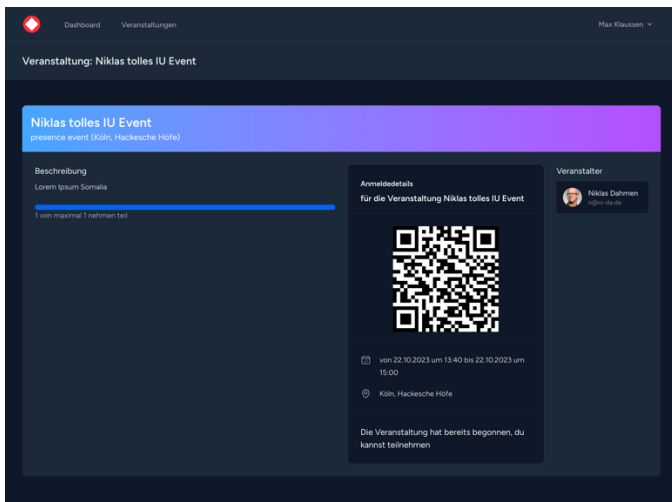 Dashboard
Veranstaltungen
Max Klaussen
Veranstaltung: Niklas tolles IU Event
Niklas tolles IU Event
presence event (Köln, Hackesche Höfe)
Beschreibung
Lorem Ipsum Somalia
1 von maximal 1 nehmen teil
Anmeldedetails
für die Veranstaltung Niklas tolles IU Event
von 22.10.2023 um 13:40 bis 22.10.2023 um
15:00
Köln, Hackesche Höfe
Die Veranstaltung hat bereits begonnen, du
kannst teilnehmen
Veranstalter
Niklas Dahmen
n@ni-da.de